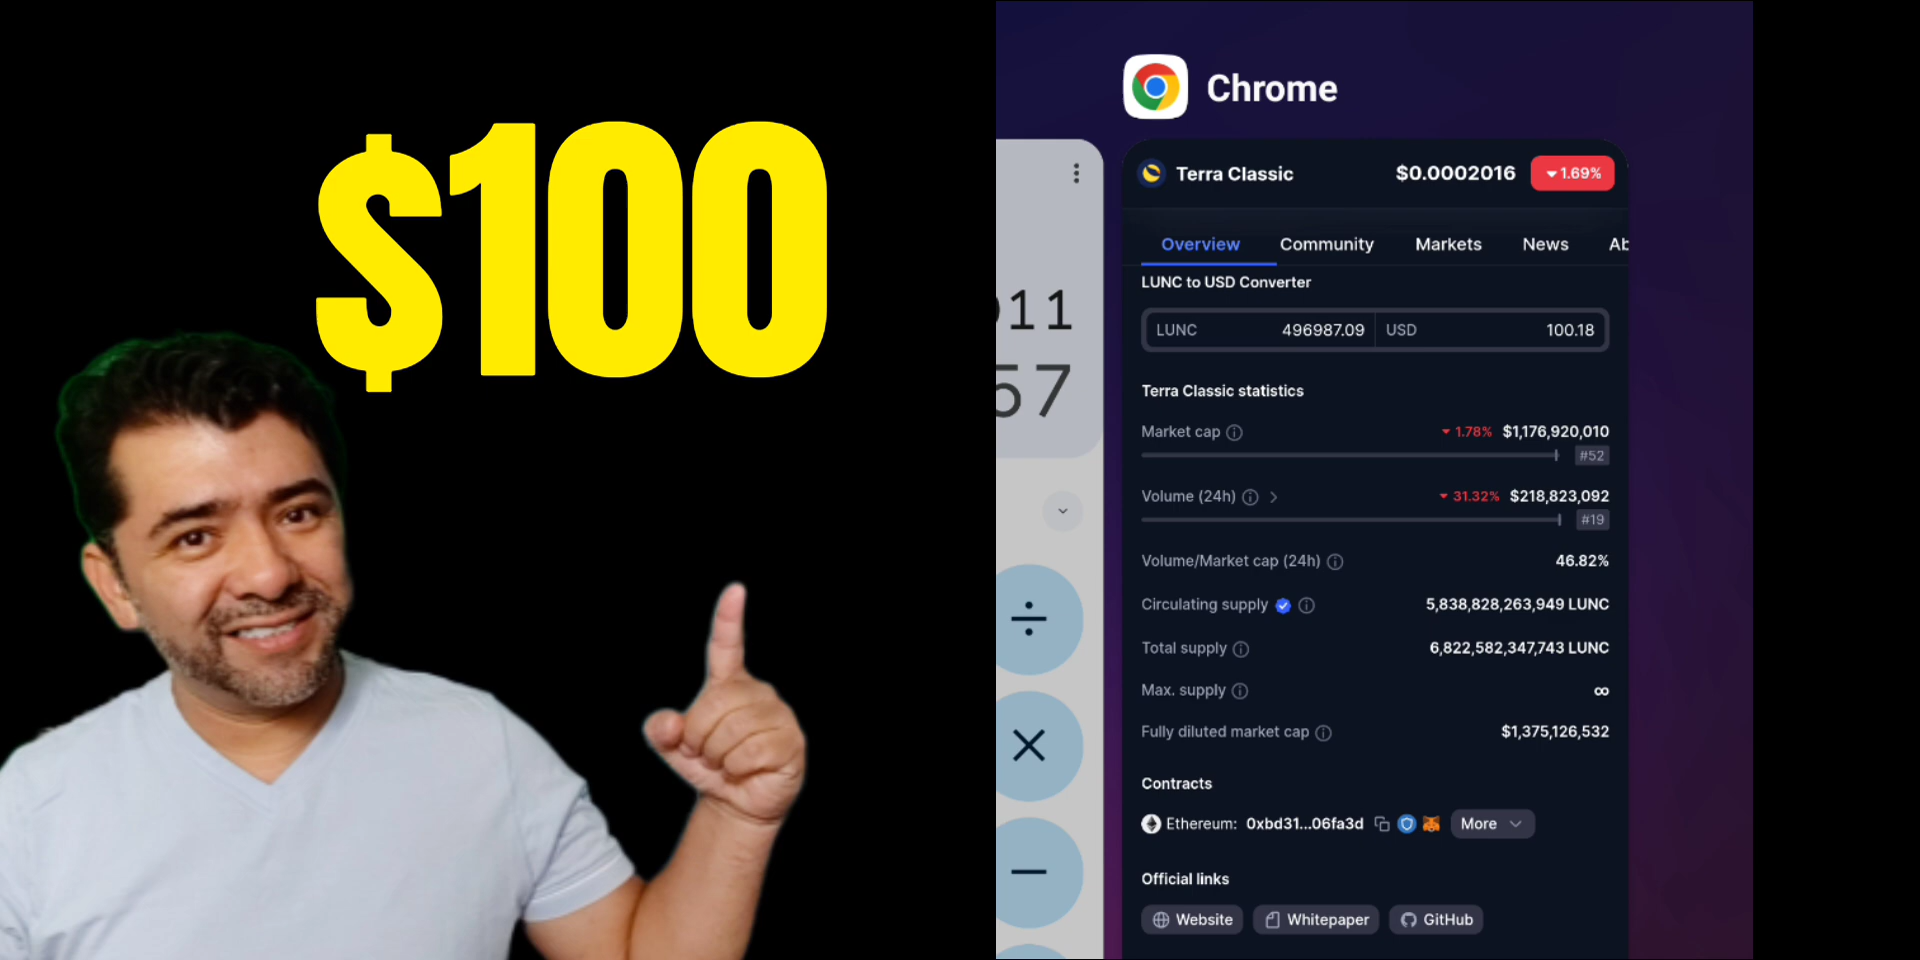 $100
Chrome
Terra Classic $0.0002016 1.69%
Overview Community Markets News Ab
LUNC to USD Converter
LUNC 496987.09 USD 100.18
Terra Classic statistics
Market cap 1.78% $1,176,920,010
#52
Volume (24h) 31.32% $218,823,092
#19
Volume/Market cap (24h) 46.82%
Circulating supply 5,838,828,263,949 LUNC
Total supply 6,822,582,347,743 LUNC
Max. supply ∞
Fully diluted market cap $1,375,126,532
Contracts
Ethereum: 0xbd31...06fa3d More
Official links
Website Whitepaper GitHub
11
57
÷
×
−